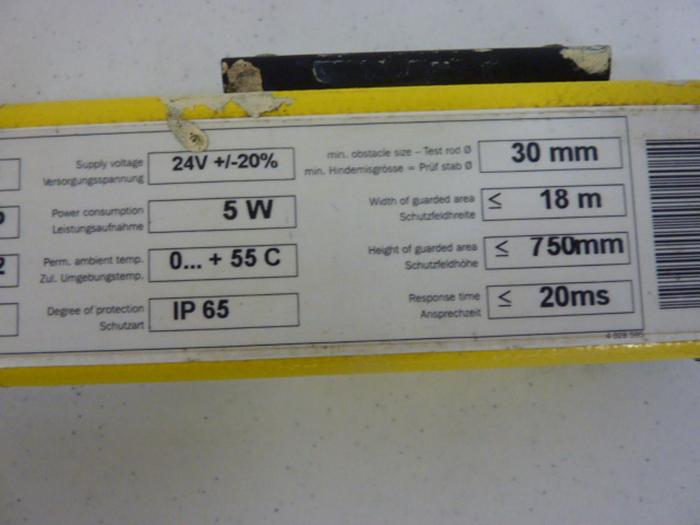 Supply voltage
Versorgungsspannung
24V +/-20%
Power consumption
Leistungsaufnahme
5 W
Perm. ambient temp.
Zul. Umgebungstemp.
0... + 55 C
Degree of protection
Schutzart
IP 65
min. obstacle size – Test rod Ø
min. Hindernisgrösse = Prüf stab Ø
30 mm
Width of guarded area
Schutzfeldbreite
≤ 18 m
Height of guarded area
Schutzfeldhöhe
≤ 750mm
Response time
Ansprechzeit
≤ 20ms
2